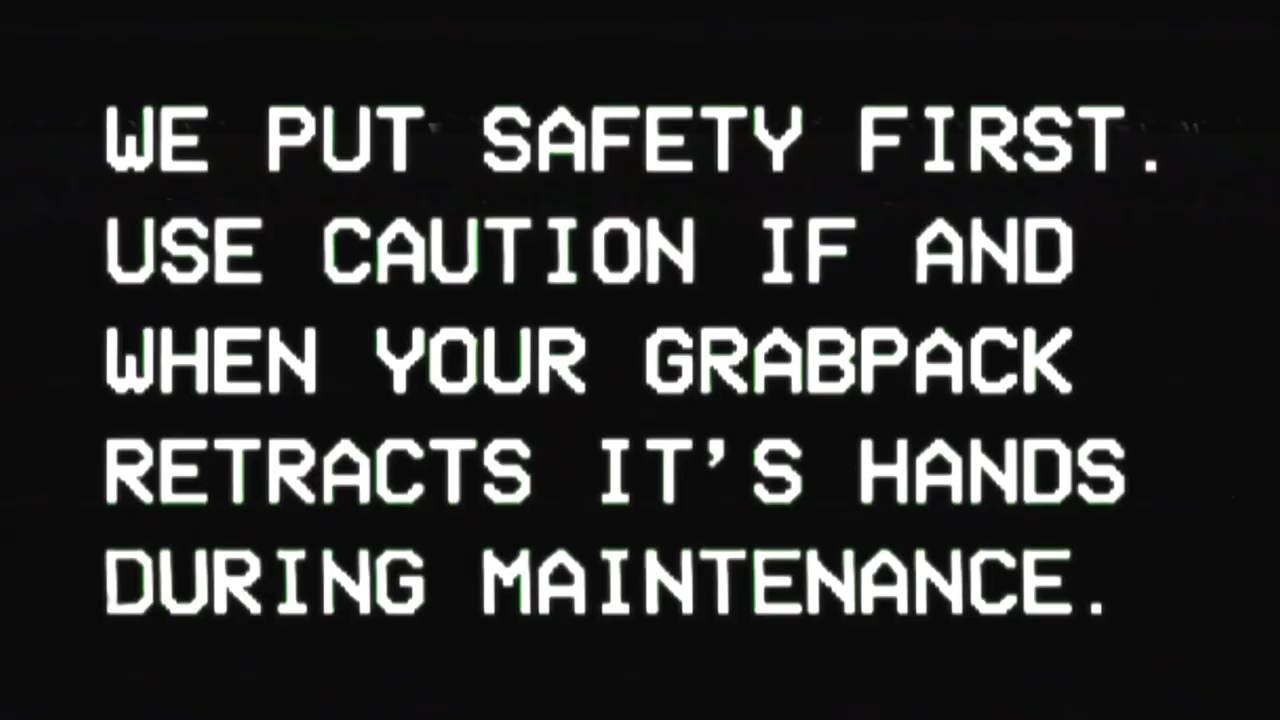 WE PUT SAFETY FIRST.
USE CAUTION IF AND
WHEN YOUR GRABPACK
RETRACTS IT’S HANDS
DURING MAINTENANCE.